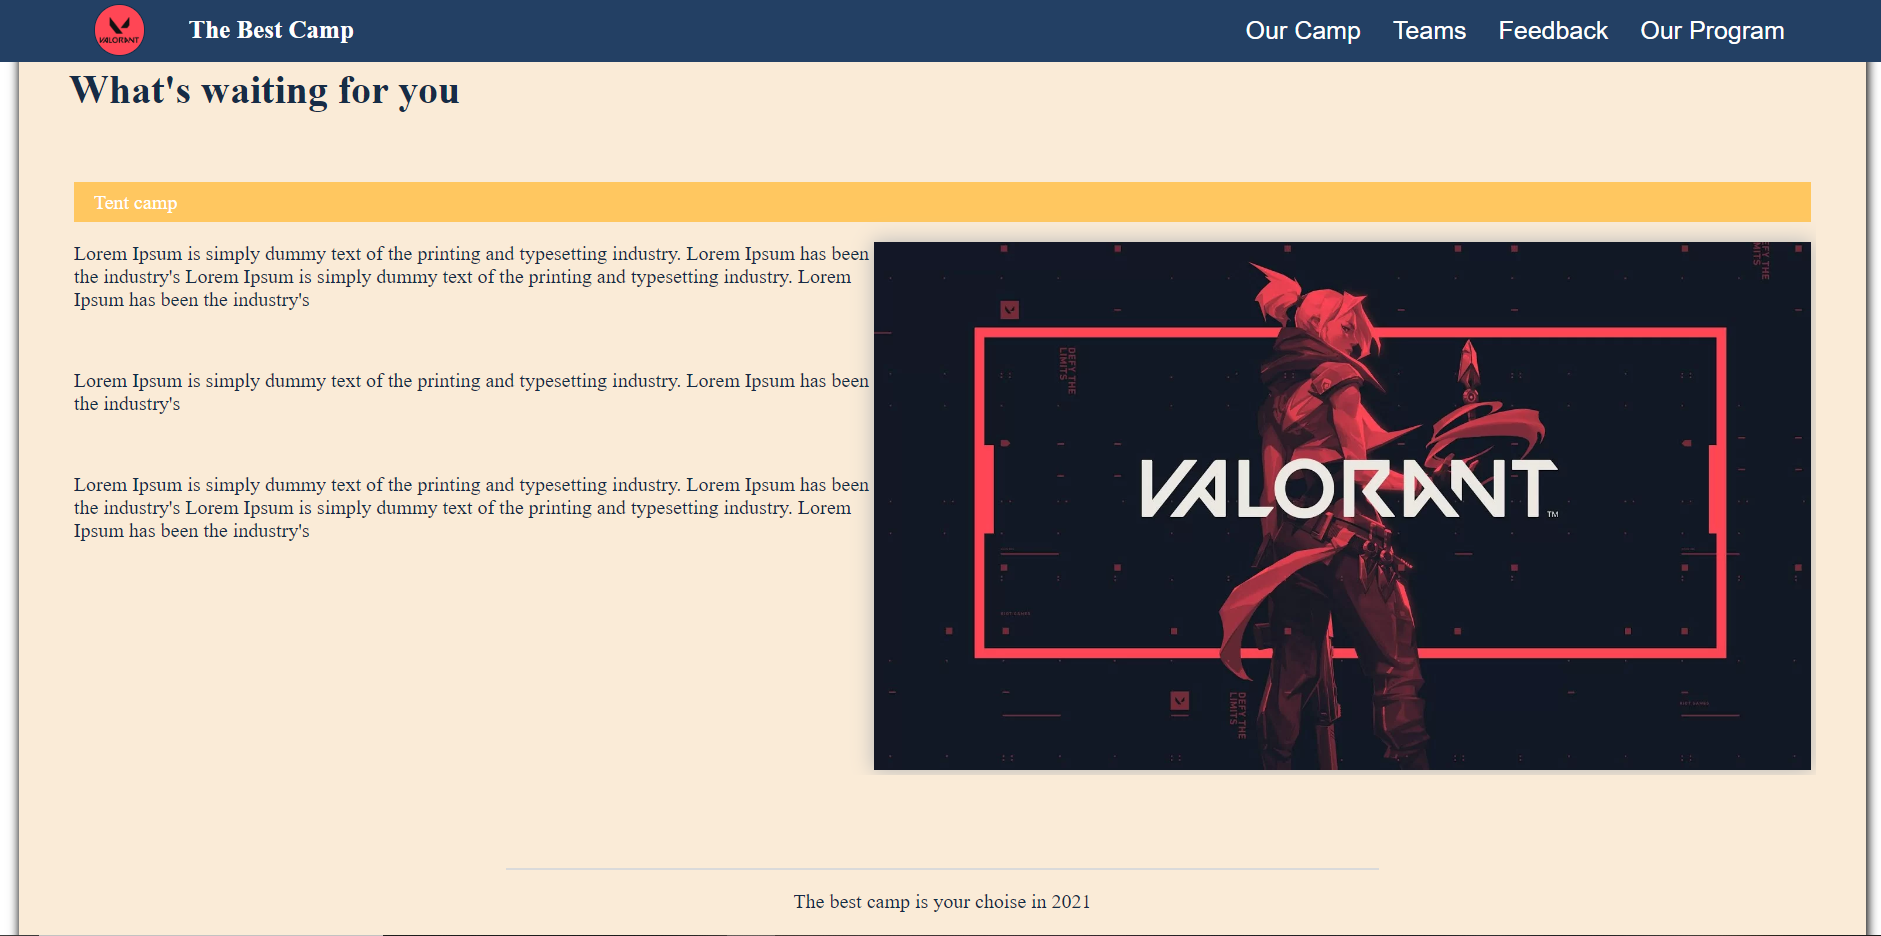 VALORANT
The Best Camp
Our Camp Teams Feedback Our Program
What's waiting for you
Tent camp
Lorem Ipsum is simply dummy text of the printing and typesetting industry. Lorem Ipsum has been
the industry's Lorem Ipsum is simply dummy text of the printing and typesetting industry. Lorem
Ipsum has been the industry's
Lorem Ipsum is simply dummy text of the printing and typesetting industry. Lorem Ipsum has been
the industry's
Lorem Ipsum is simply dummy text of the printing and typesetting industry. Lorem Ipsum has been
the industry's Lorem Ipsum is simply dummy text of the printing and typesetting industry. Lorem
Ipsum has been the industry's
DEFY THE
MITS
DEFY THE
LIMITS
VALORANT™
RIOT GAMES
DEFY THE
LIMITS
RIOT GAMES
The best camp is your choise in 2021